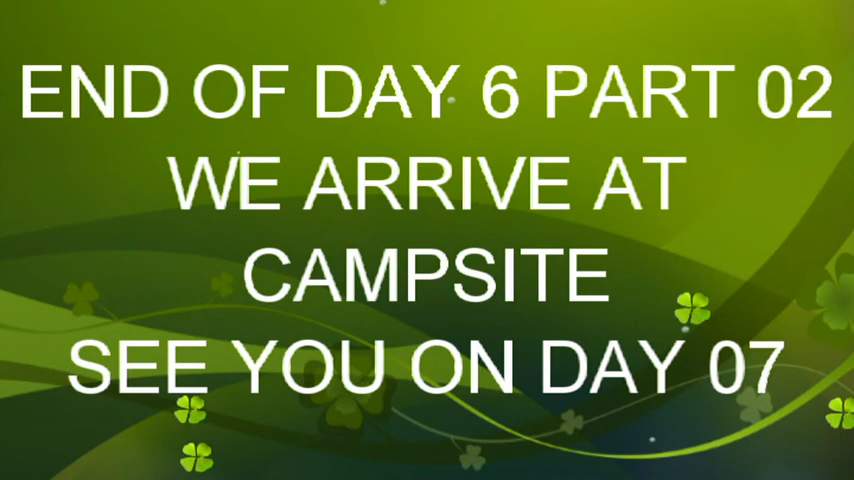 END OF DAY 6 PART 02
WE ARRIVE AT
CAMPSITE
SEE YOU ON DAY 07